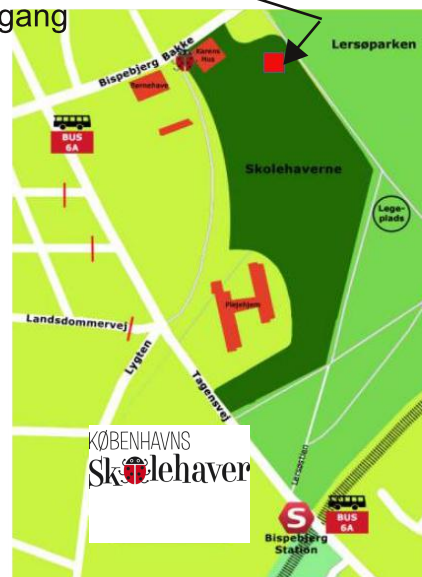 gang
Lersøparken
Bispebjerg Bakke
Karens
Hus
Børnehave
BUS
6A
Skolehaverne
Lege-
plads
Plejehjem
Landsdommervej
Lygten
Tagensvej
KØBENHAVNS
Skolehaver
Lersøstien
S
BUS
6A
Bispebjerg
Station